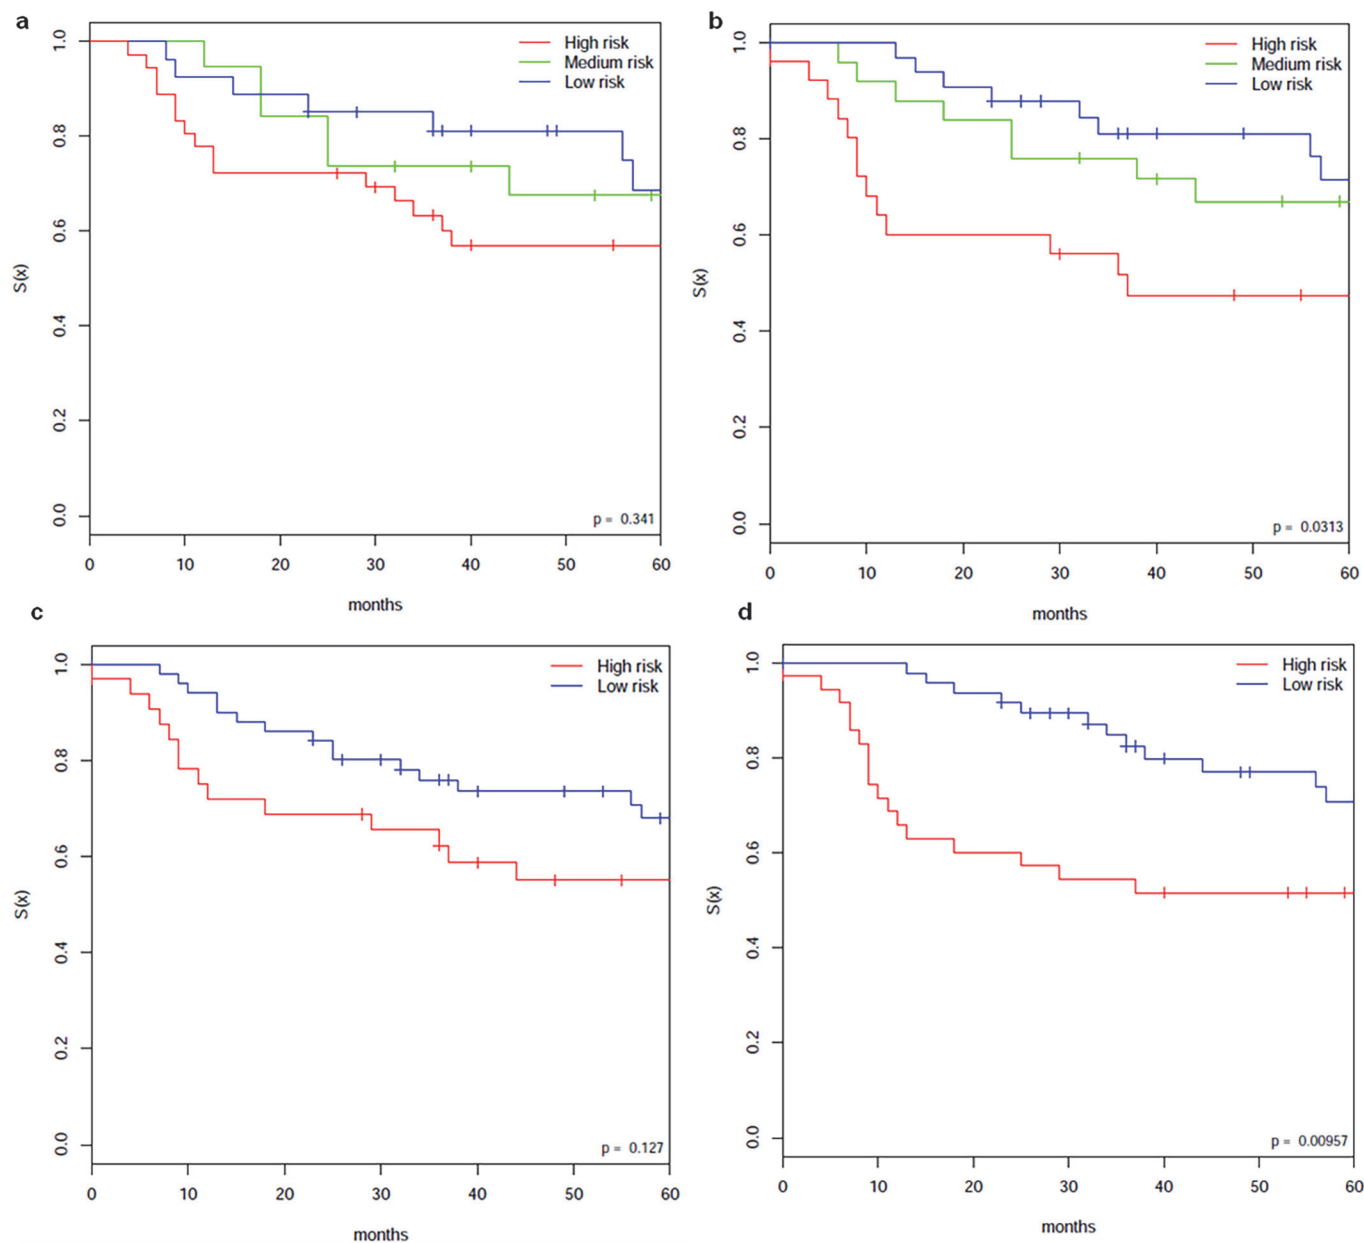 a
High risk
Medium risk
Low risk
S(x)
1.0
0.8
0.6
0.4
0.2
0.0
p = 0.341
0 10 20 30 40 50 60
months
b
High risk
Medium risk
Low risk
S(x)
1.0
0.8
0.6
0.4
0.2
0.0
p = 0.0313
0 10 20 30 40 50 60
months
c
High risk
Low risk
S(x)
1.0
0.8
0.6
0.4
0.2
0.0
p = 0.127
0 10 20 30 40 50 60
months
d
High risk
Low risk
S(x)
1.0
0.8
0.6
0.4
0.2
0.0
p = 0.00957
0 10 20 30 40 50 60
months